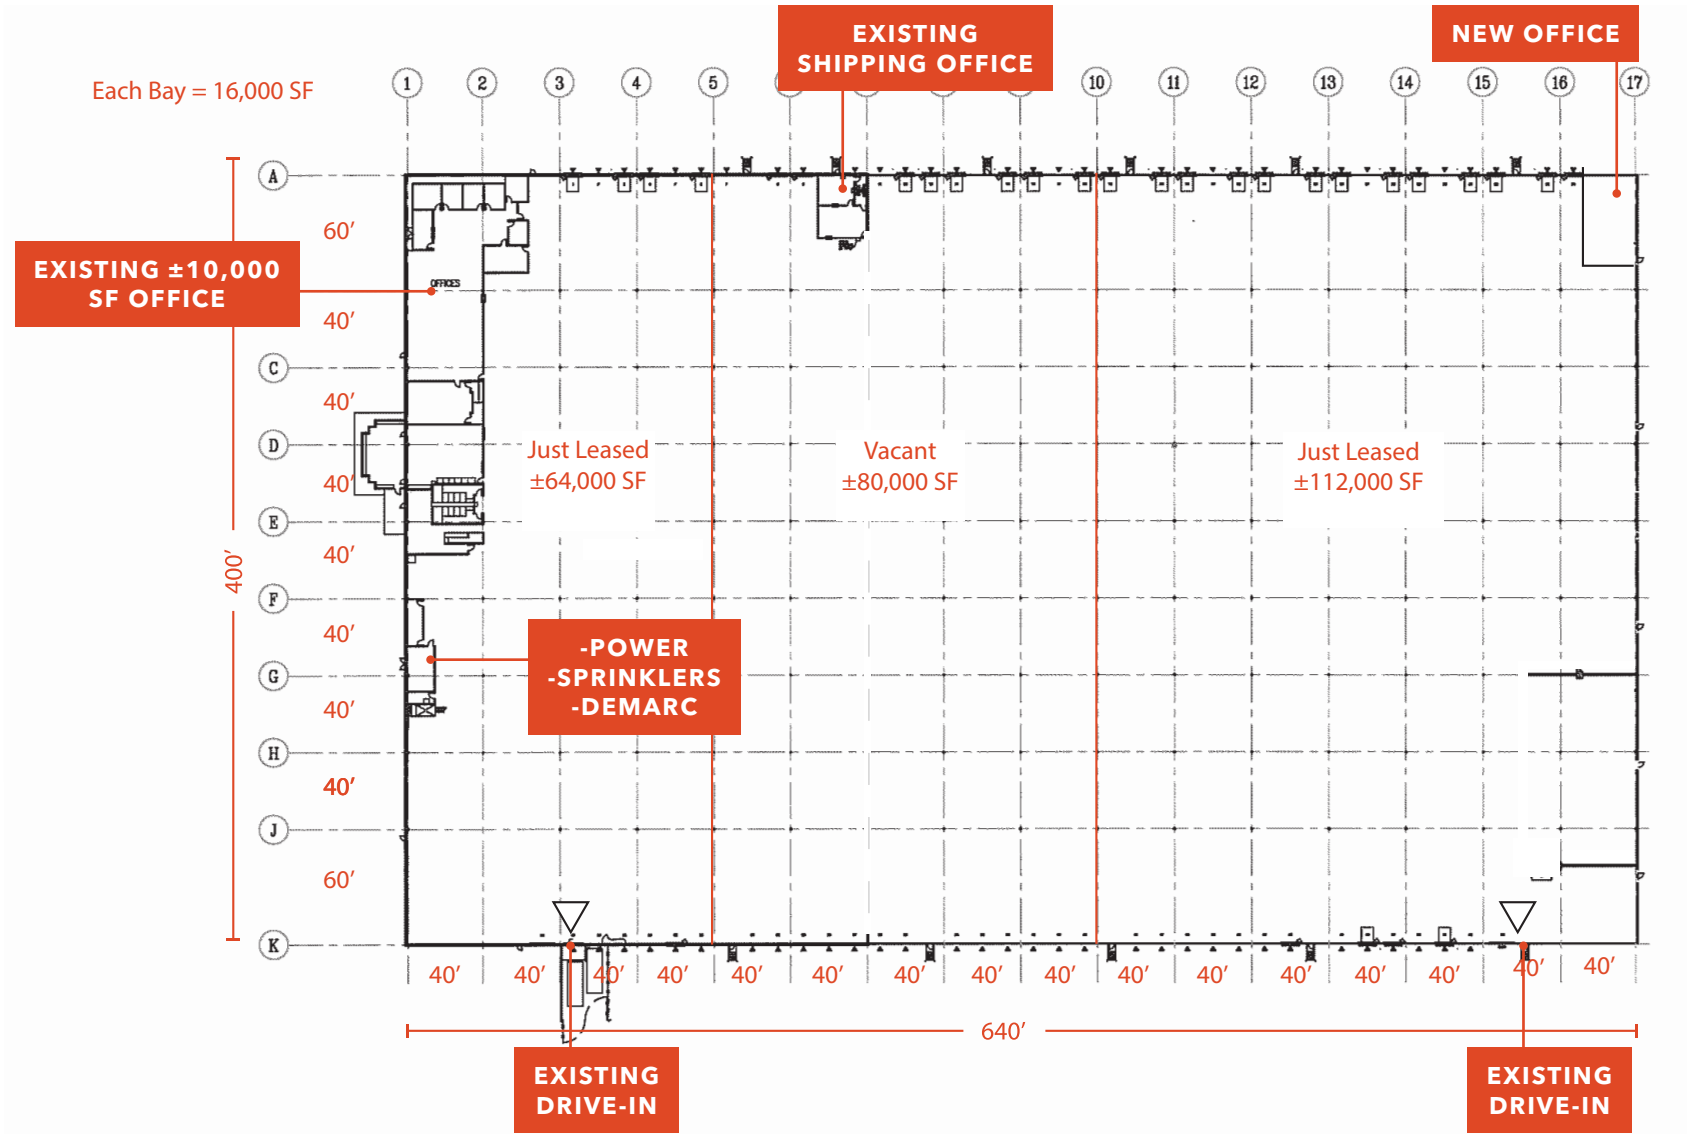 EXISTING
SHIPPING OFFICE
NEW OFFICE
Each Bay = 16,000 SF
1
2
3
4
5
10
11
12
13
14
15
16
17
A
60’
EXISTING ±10,000
SF OFFICE
OFFICES
40’
C
40’
D
Just Leased
±64,000 SF
Vacant
±80,000 SF
Just Leased
±112,000 SF
40’
E
40’
400’
F
40’
-POWER
-SPRINKLERS
-DEMARC
G
40’
H
40’
J
60’
K
40’ 40’ 40’ 40’ 40’ 40’ 40’ 40’ 40’ 40’ 40’ 40’ 40’ 40’ 40’ 40’
640’
EXISTING
DRIVE-IN
EXISTING
DRIVE-IN